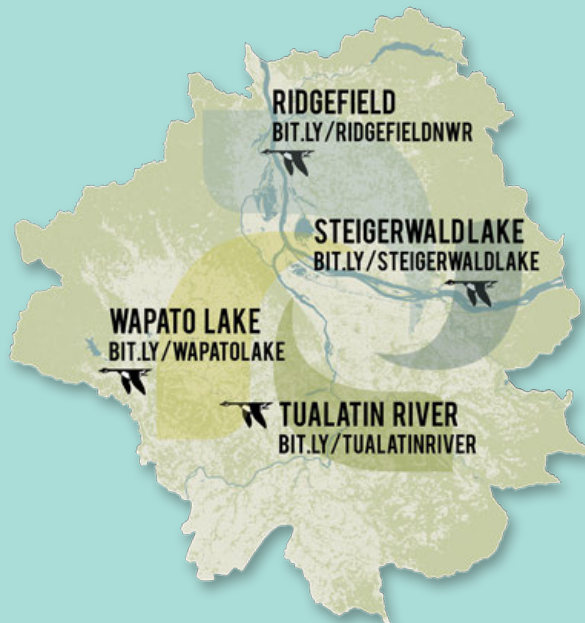 RIDGEFIELD
BIT.LY/RIDGEFIELDNWR
STEIGERWALDLAKE
BIT.LY/STEIGERWALDLAKE
WAPATO LAKE
BIT.LY/WAPATOLAKE
TUALATIN RIVER
BIT.LY/TUALATINRIVER